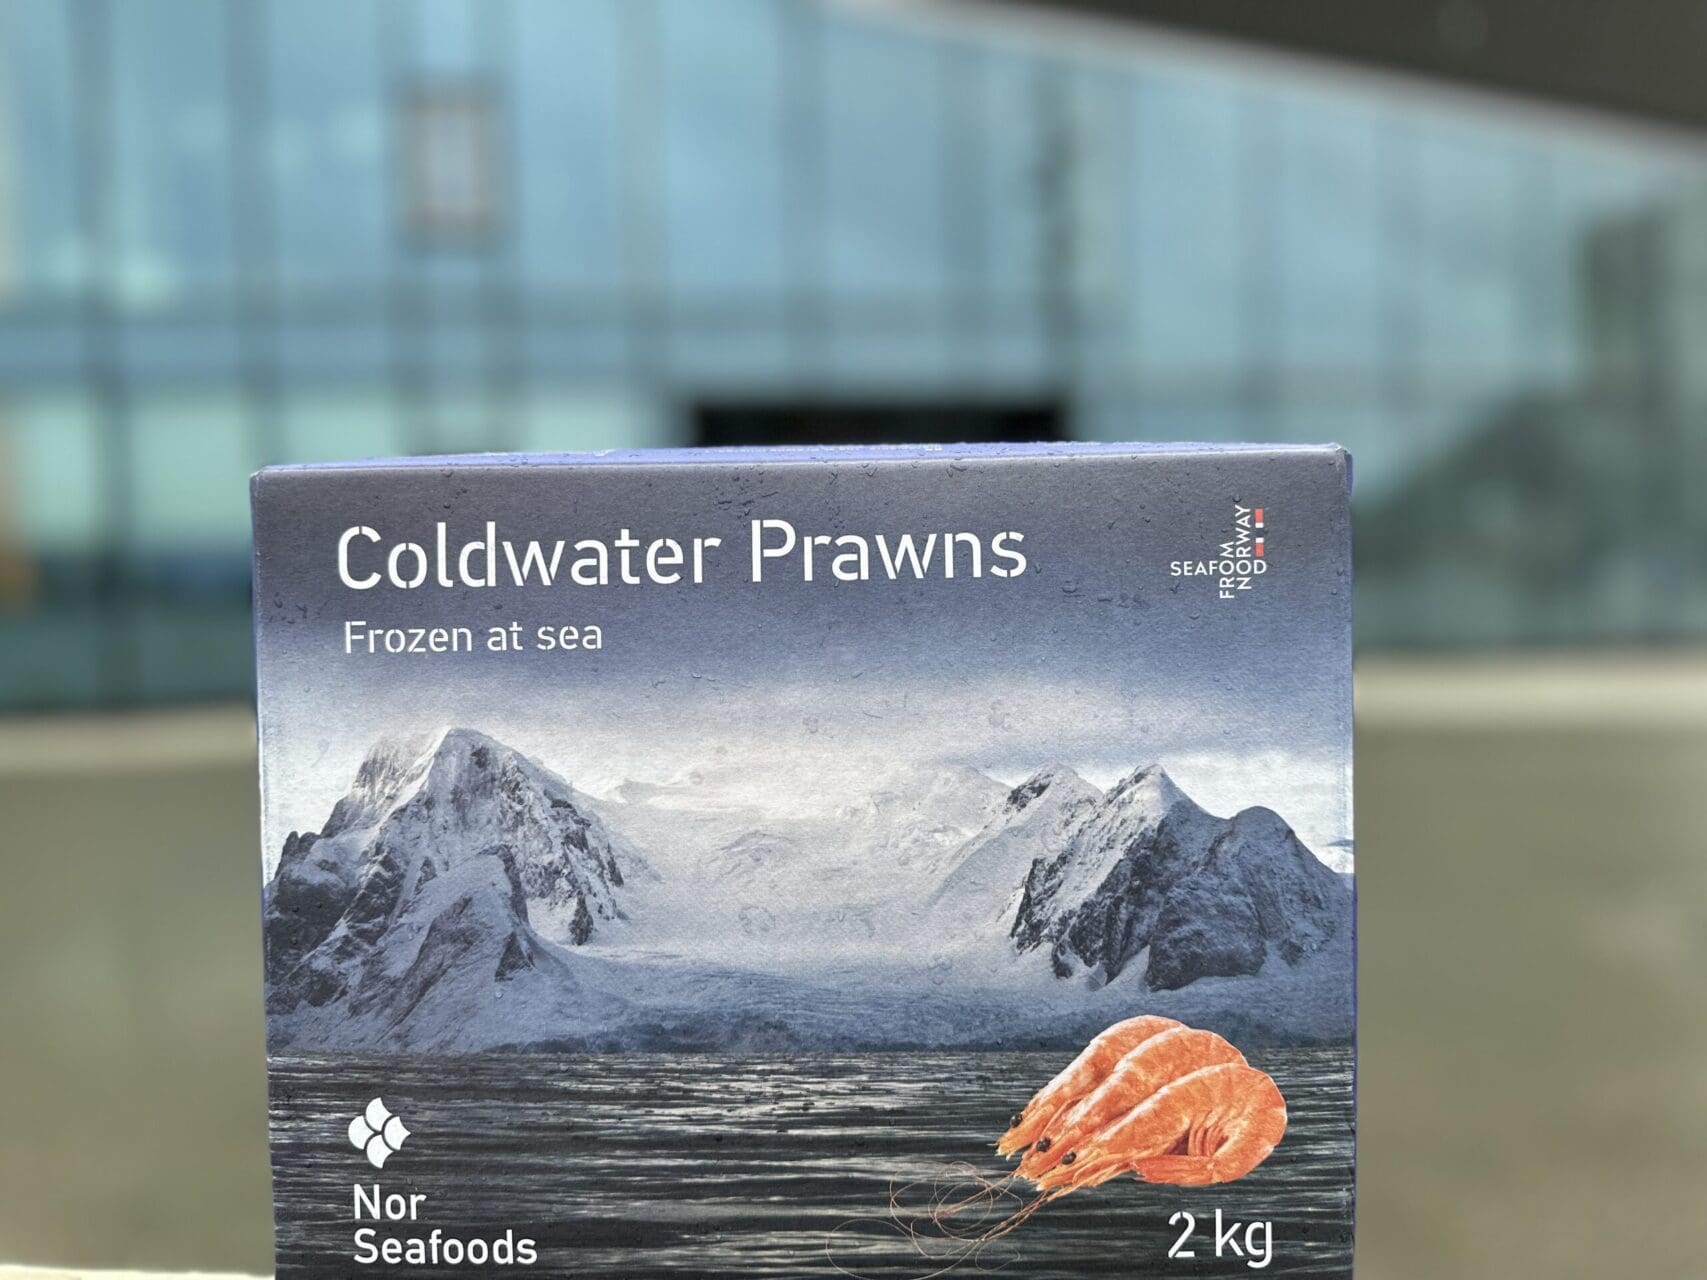 Coldwater Prawns
Frozen at sea
SEAFOOD
FROM
NORWAY
Nor
Seafoods
2 kg